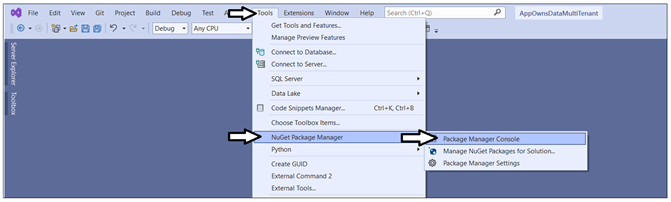 File Edit View Git Project Build Debug Test Tools Extensions Window Help Search (Ctrl+Q) AppOwnsDataMultiTenant
Debug Any CPU
Server Explorer
Toolbox
Get Tools and Features...
Manage Preview Features
Connect to Database...
Connect to Server...
SQL Server
Data Lake
Code Snippets Manager... Ctrl+K, Ctrl+B
Choose Toolbox Items...
NuGet Package Manager
Python
Create GUID
External Command 2
External Tools...
Package Manager Console
Manage NuGet Packages for Solution...
Package Manager Settings